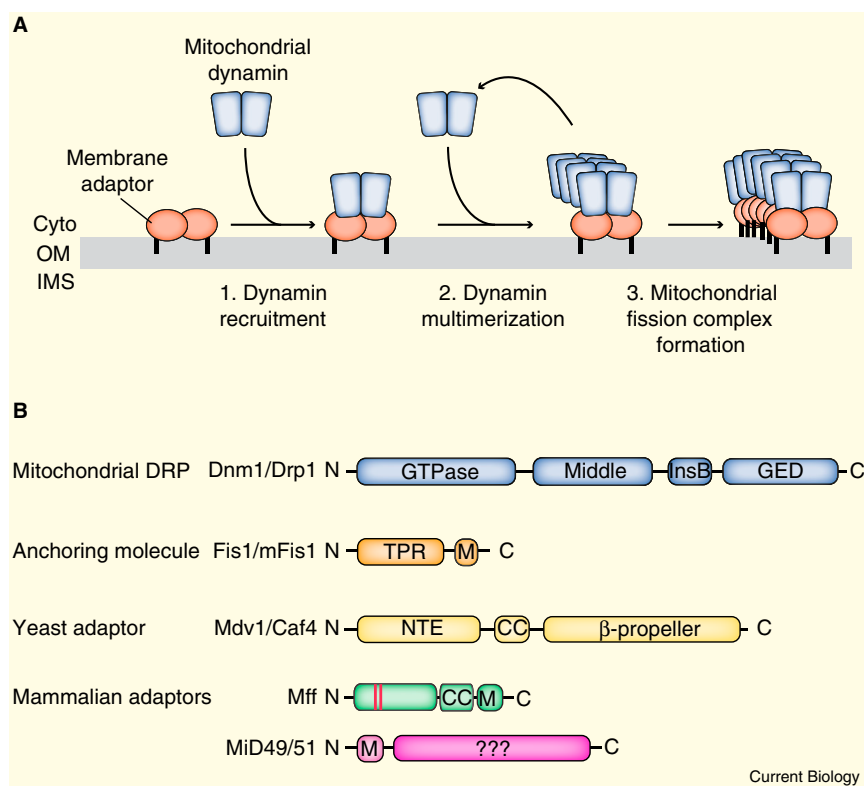 A
Mitochondrial
dynamin
Membrane
adaptor
Cyto
OM
IMS
1. Dynamin
recruitment
2. Dynamin
multimerization
3. Mitochondrial
fission complex
formation
B
Mitochondrial DRP Dnm1/Drp1 N GTPase Middle InsB GED C
Anchoring molecule Fis1/mFis1 N TPR M C
Yeast adaptor Mdv1/Caf4 N NTE CC β-propeller C
Mammalian adaptors Mff N CC M C
MiD49/51 N M ??? C
Current Biology